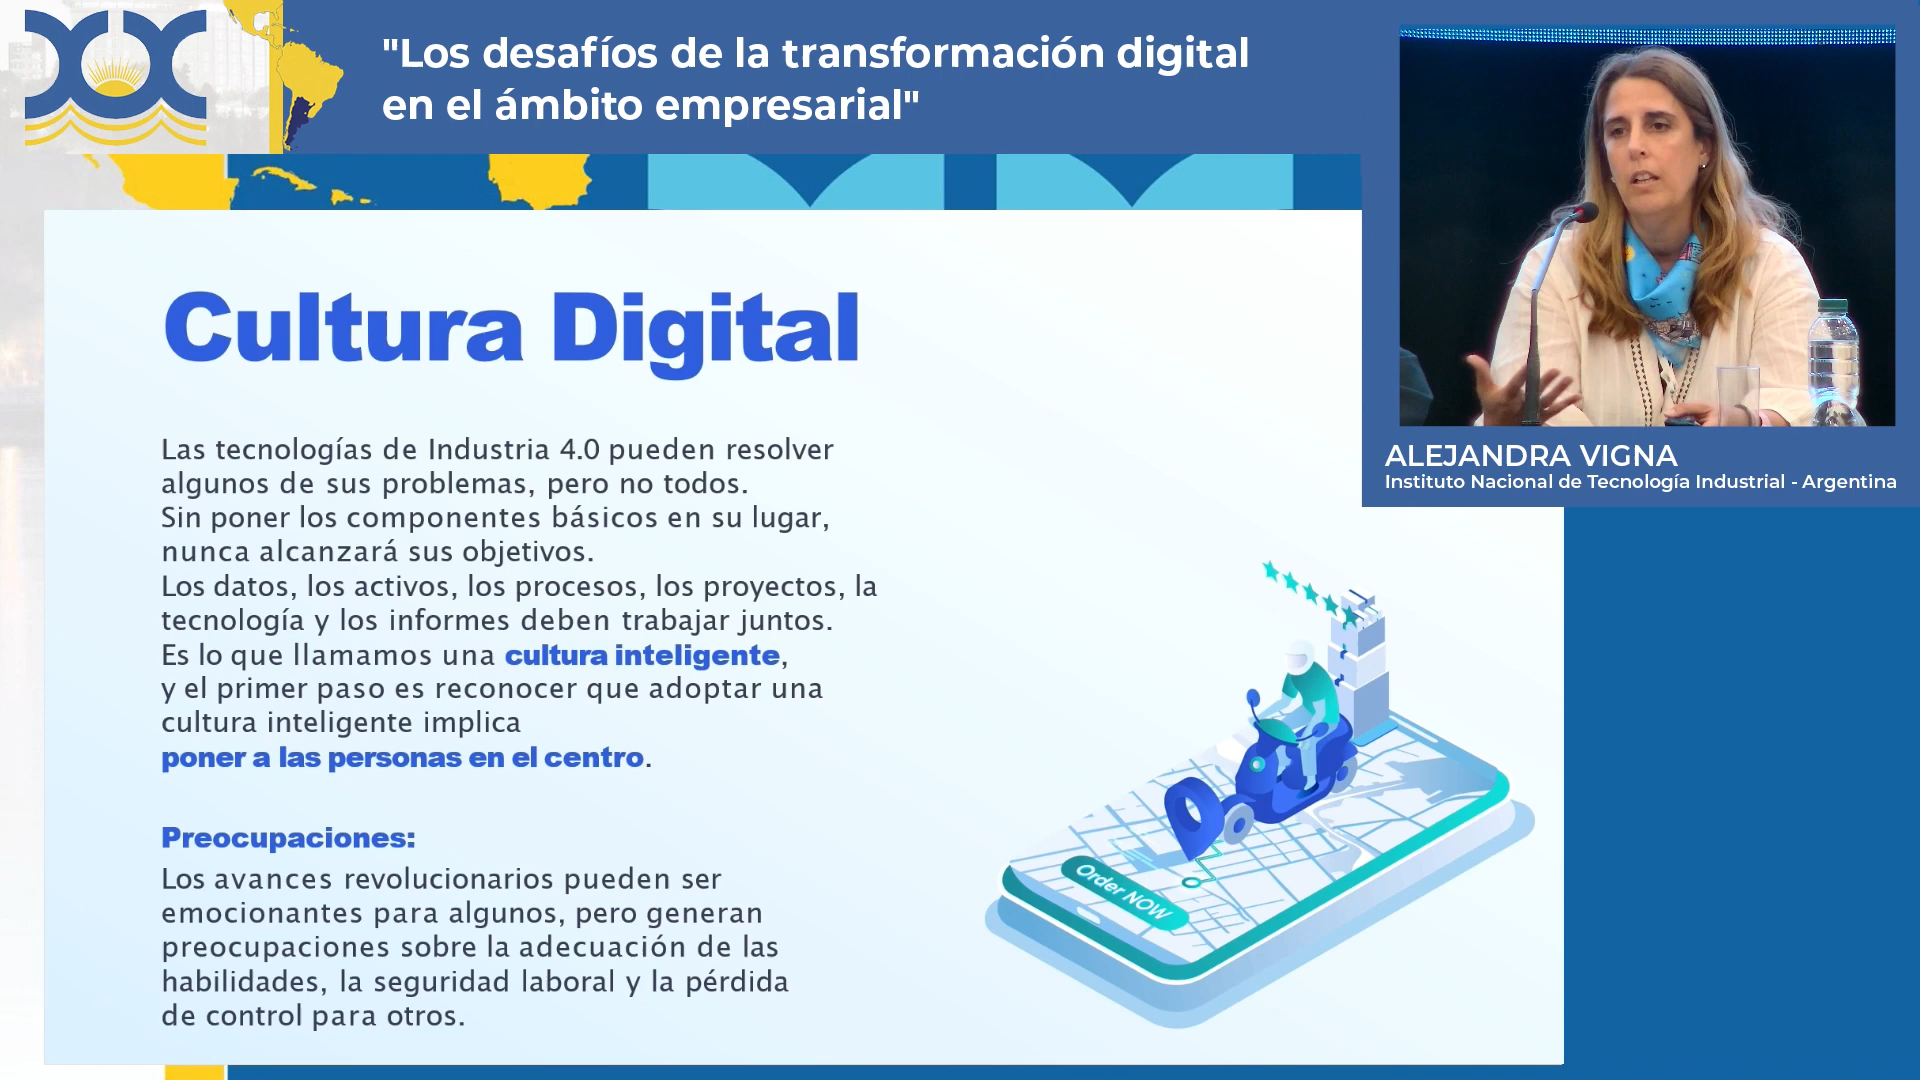 "Los desafíos de la transformación digital
en el ámbito empresarial"
ALEJANDRA VIGNA
Instituto Nacional de Tecnología Industrial - Argentina
Cultura Digital
Las tecnologías de Industria 4.0 pueden resolver
algunos de sus problemas, pero no todos.
Sin poner los componentes básicos en su lugar,
nunca alcanzará sus objetivos.
Los datos, los activos, los procesos, los proyectos, la
tecnología y los informes deben trabajar juntos.
Es lo que llamamos una cultura inteligente,
y el primer paso es reconocer que adoptar una
cultura inteligente implica
poner a las personas en el centro.
Preocupaciones:
Los avances revolucionarios pueden ser
emocionantes para algunos, pero generan
preocupaciones sobre la adecuación de las
habilidades, la seguridad laboral y la pérdida
de control para otros.
Order NOW